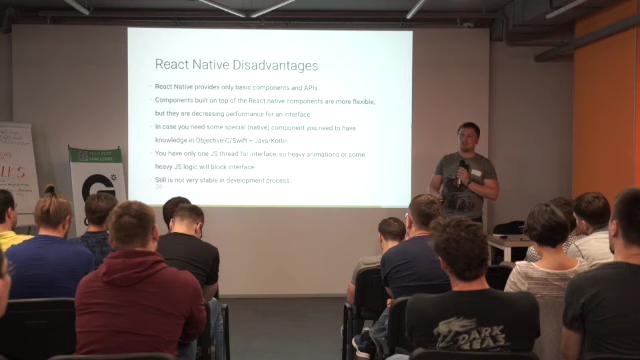 React Native Disadvantages
React Native provides only basic components and APIs
Components built on top of the React native components are more flexible,
but they are decreasing performance for an interface
In case you need some special (native) component you need to have
knowledge in Objective-C/Swift + Java/Kotlin
You have only one JS thread for interface, so heavy animations or some
heavy JS logic will block interface
Still is not very stable in development process
G
DARK